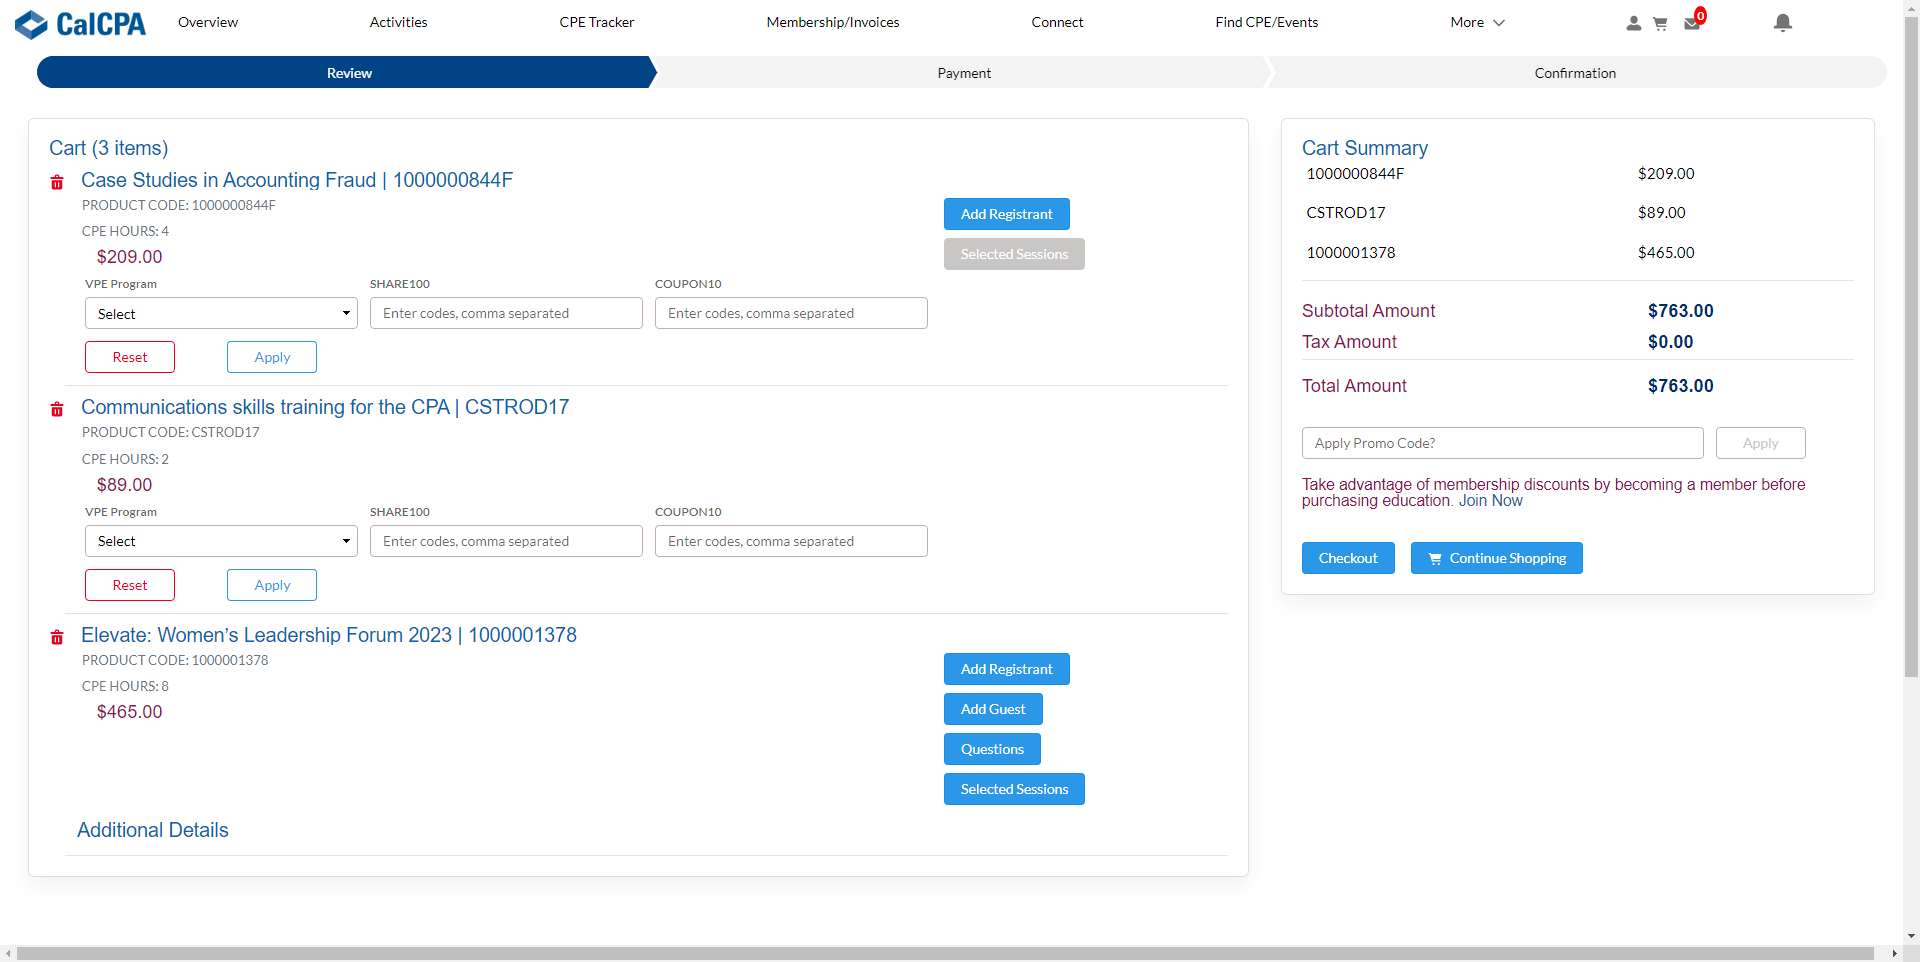 CalCPA
Overview
Activities
CPE Tracker
Membership/Invoices
Connect
Find CPE/Events
More
0
Review
Payment
Confirmation
Cart (3 items)
Case Studies in Accounting Fraud | 1000000844F
PRODUCT CODE: 1000000844F
CPE HOURS: 4
$209.00
Add Registrant
Selected Sessions
VPE Program
SHARE100
COUPON10
Select
Enter codes, comma separated
Enter codes, comma separated
Reset
Apply
Communications skills training for the CPA | CSTROD17
PRODUCT CODE: CSTROD17
CPE HOURS: 2
$89.00
VPE Program
SHARE100
COUPON10
Select
Enter codes, comma separated
Enter codes, comma separated
Reset
Apply
Elevate: Women’s Leadership Forum 2023 | 1000001378
PRODUCT CODE: 1000001378
CPE HOURS: 8
$465.00
Add Registrant
Add Guest
Questions
Selected Sessions
Additional Details
Cart Summary
1000000844F $209.00
CSTROD17 $89.00
1000001378 $465.00
Subtotal Amount $763.00
Tax Amount $0.00
Total Amount $763.00
Apply Promo Code?
Apply
Take advantage of membership discounts by becoming a member before
purchasing education. Join Now
Checkout
Continue Shopping